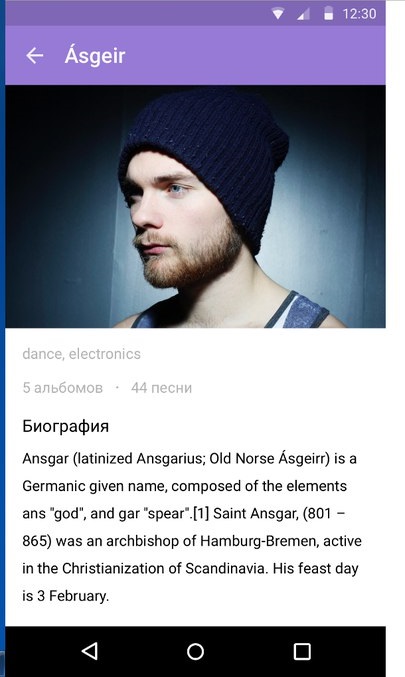 12:30
Ásgeir
dance, electronics
5 альбомов · 44 песни
Биография
Ansgar (latinized Ansgarius; Old Norse Ásgeirr) is a
Germanic given name, composed of the elements
ans "god", and gar "spear".[1] Saint Ansgar, (801 –
865) was an archbishop of Hamburg-Bremen, active
in the Christianization of Scandinavia. His feast day
is 3 February.